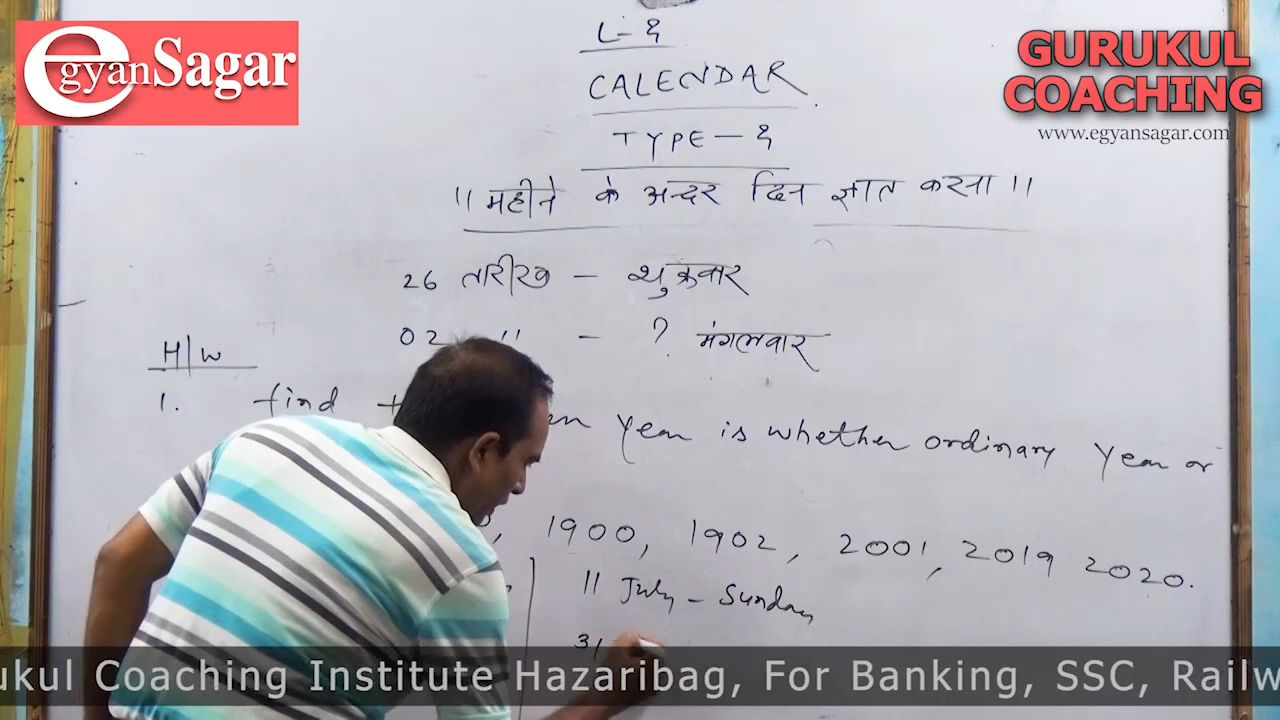 egyanSagar
GURUKUL
COACHING
www.egyansagar.com
L-2
CALENDAR
TYPE-2
।। महीने के अन्दर दिन ज्ञात करना ।।
26 तारीख - शुक्रवार
02 " - ? मंगलवार
H/W
1. find year is whether ordinary year or
1900, 1902, 2001, 2019 2020.
11 July - Sunday
31
ukul Coaching Institute Hazaribag, For Banking, SSC, Railw